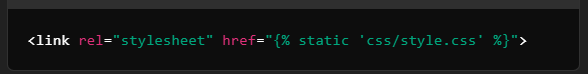 <link rel="stylesheet" href="{% static 'css/style.css' %}">